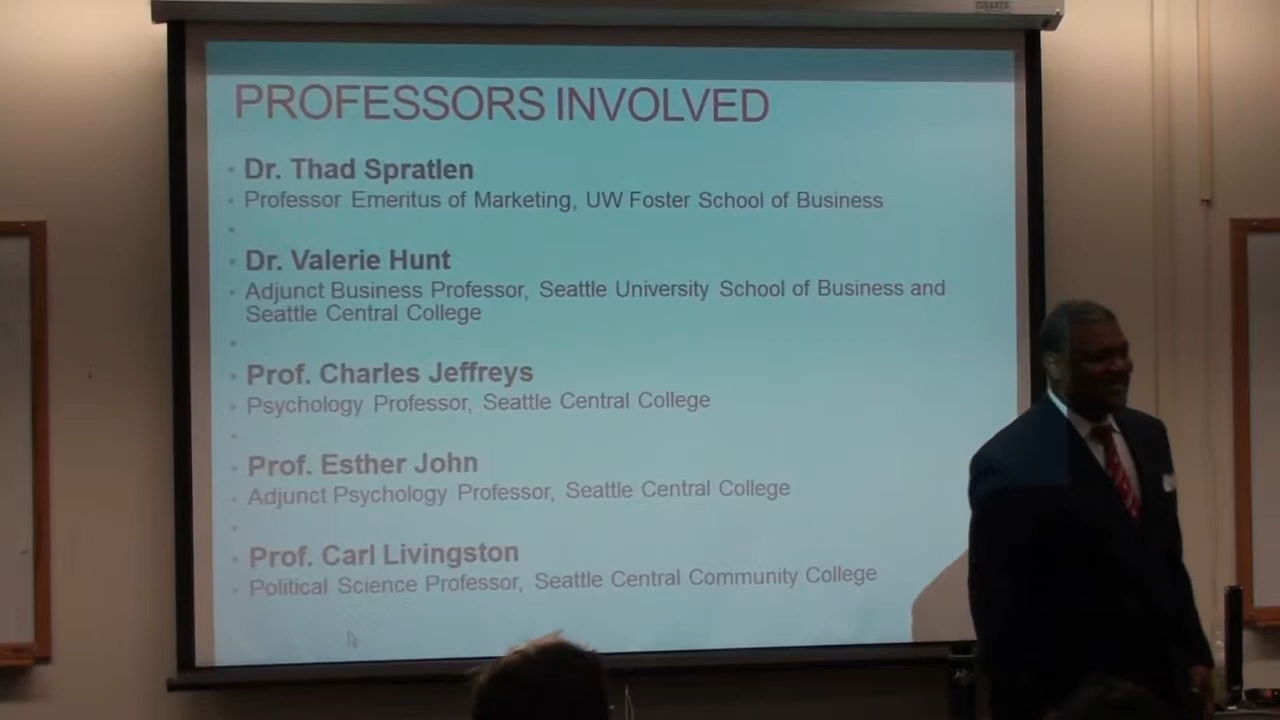 PROFESSORS INVOLVED
Dr. Thad Spratlen
Professor Emeritus of Marketing, UW Foster School of Business
Dr. Valerie Hunt
Adjunct Business Professor, Seattle University School of Business and
Seattle Central College
Prof. Charles Jeffreys
Psychology Professor, Seattle Central College
Prof. Esther John
Adjunct Psychology Professor, Seattle Central College
Prof. Carl Livingston
Political Science Professor, Seattle Central Community College